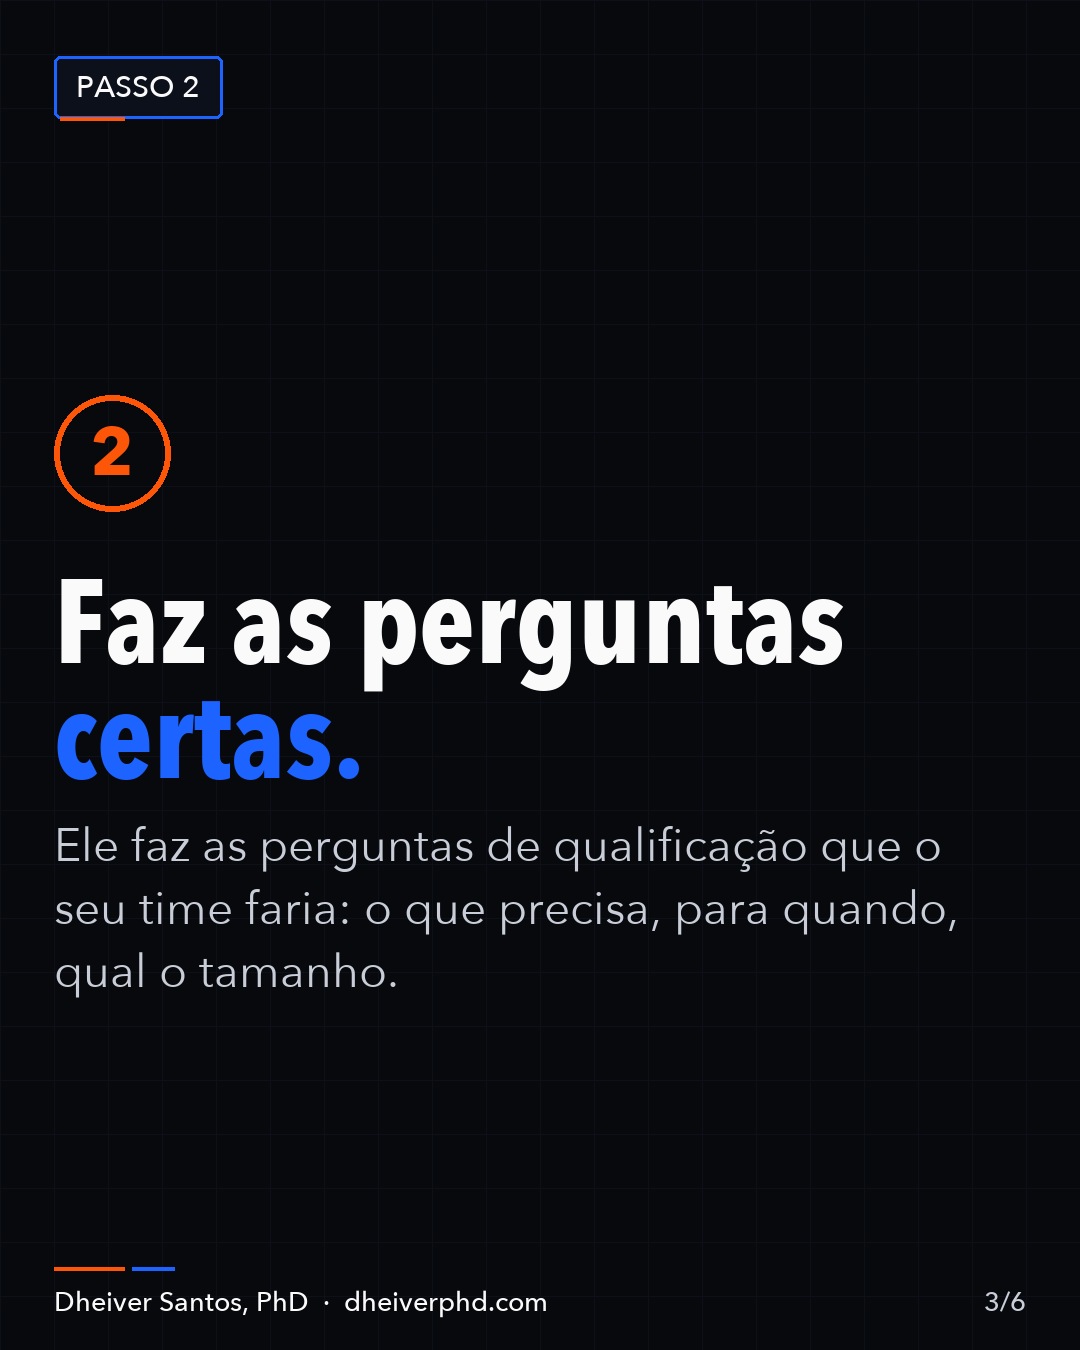 PASSO 2
2
Faz as perguntas
certas.
Ele faz as perguntas de qualificação que o
seu time faria: o que precisa, para quando,
qual o tamanho.
Dheiver Santos, PhD · dheiverphd.com
3/6